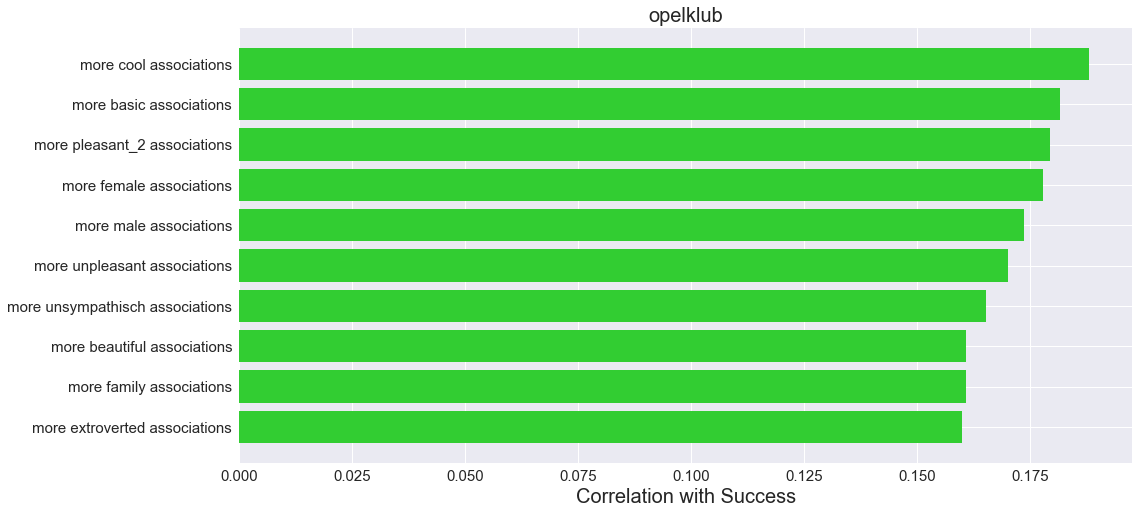 opelklub
more cool associations
more basic associations
more pleasant_2 associations
more female associations
more male associations
more unpleasant associations
more unsympathisch associations
more beautiful associations
more family associations
more extroverted associations
0.000 0.025 0.050 0.075 0.100 0.125 0.150 0.175
Correlation with Success